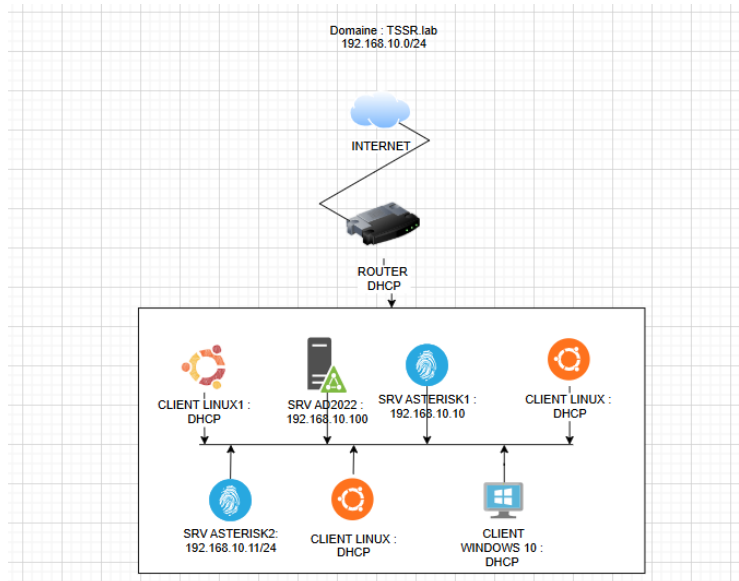 Domaine : TSSR.lab
192.168.10.0/24
INTERNET
ROUTER
DHCP
CLIENT LINUX1 :
DHCP
SRV AD2022 :
192.168.10.100
SRV ASTERISK1 :
192.168.10.10
CLIENT LINUX :
DHCP
SRV ASTERISK2:
192.168.10.11/24
CLIENT LINUX :
DHCP
CLIENT
WINDOWS 10 :
DHCP